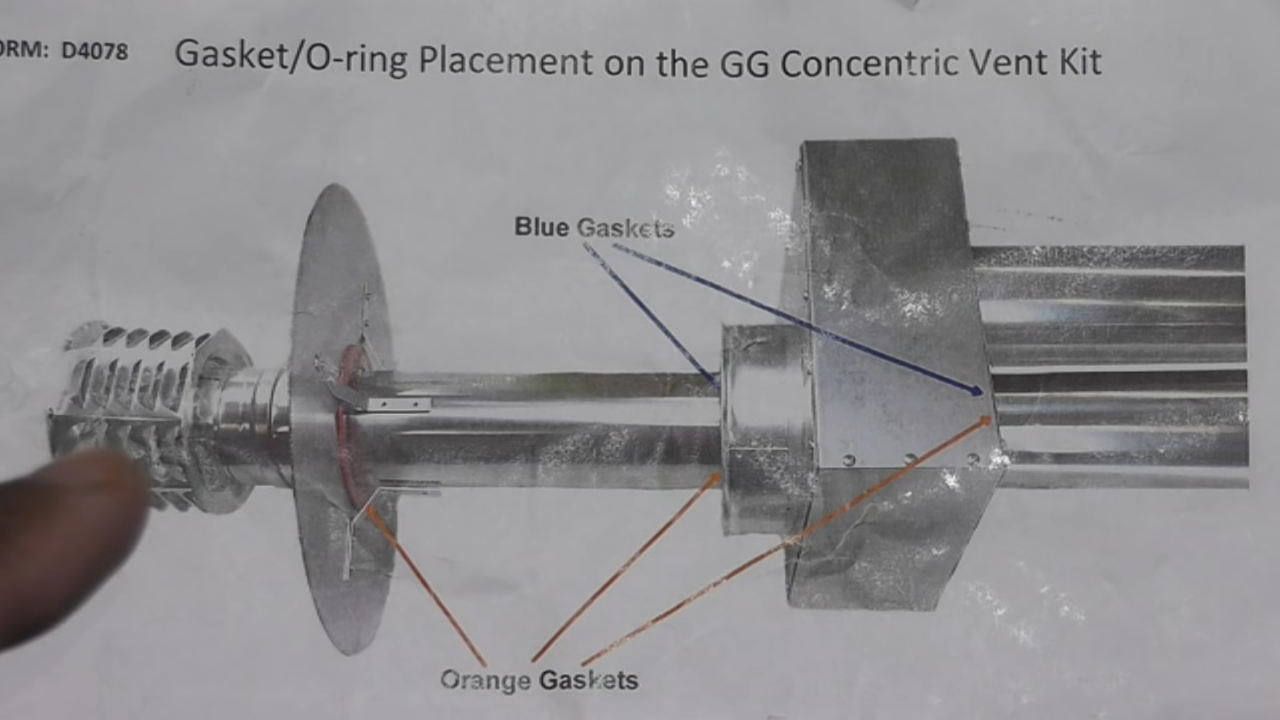 ORM: D4078
Gasket/O-ring Placement on the GG Concentric Vent Kit
Blue Gaskets
Orange Gaskets